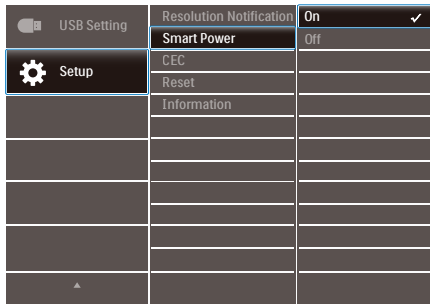 USB Setting
Setup
Resolution Notification
Smart Power
CEC
Reset
Information
On
Off